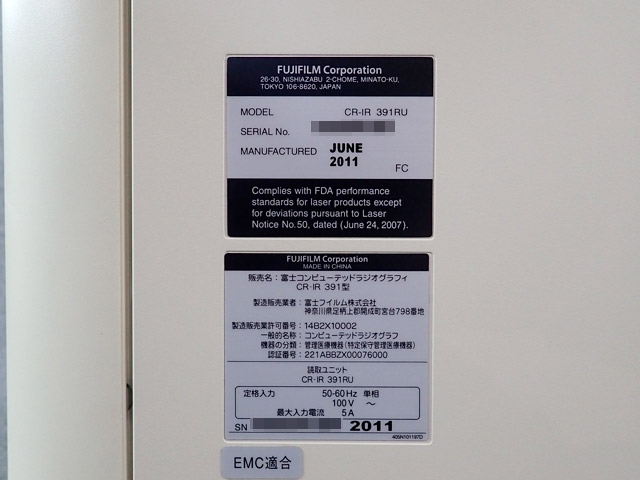 FUJIFILM Corporation
26-30, NISHIAZABU 2-CHOME, MINATO-KU,
TOKYO 106-8620, JAPAN
MODEL CR-IR 391RU
SERIAL No.
MANUFACTURED JUNE
2011
FC
Complies with FDA performance
standards for laser products except
for deviations pursuant to Laser
Notice No.50, dated (June 24, 2007).
FUJIFILM Corporation
MADE IN CHINA
販売名：富士コンピューテッドラジオグラフィ
CR-IR 391型
製造販売業者：富士フイルム株式会社
神奈川県足柄上郡開成町宮台798番地
製造販売業許可番号：14B2X10002
一般的名称：コンピューテッドラジオグラフ
機器の分類：管理医療機器(特定保守管理医療機器)
認証番号：221ABBZX00076000
読取ユニット
CR-IR 391RU
定格入力 50-60Hz 単相
100V ～
最大入力電流 5A
SN 2011
405N101197D
EMC適合